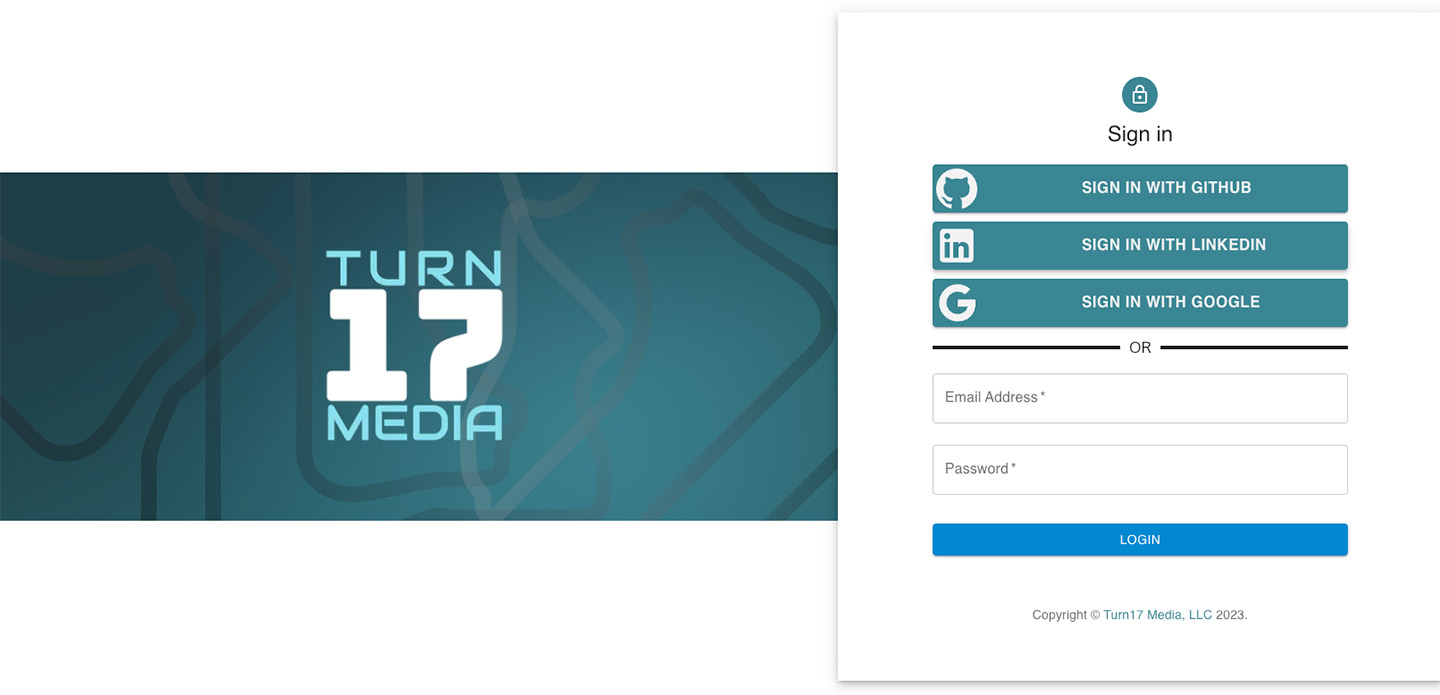 TURN
17
MEDIA
Sign in
SIGN IN WITH GITHUB
in SIGN IN WITH LINKEDIN
G SIGN IN WITH GOOGLE
OR
Email Address *
Password *
LOGIN
Copyright © Turn17 Media, LLC 2023.